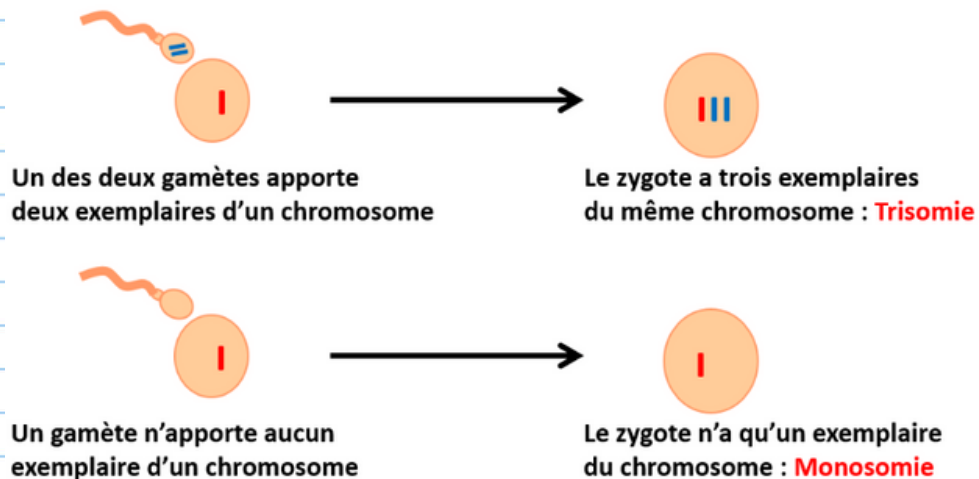 Un des deux gamètes apporte
deux exemplaires d'un chromosome
Le zygote a trois exemplaires
du même chromosome : Trisomie
Un gamète n'apporte aucun
exemplaire d'un chromosome
Le zygote n'a qu'un exemplaire
du chromosome : Monosomie